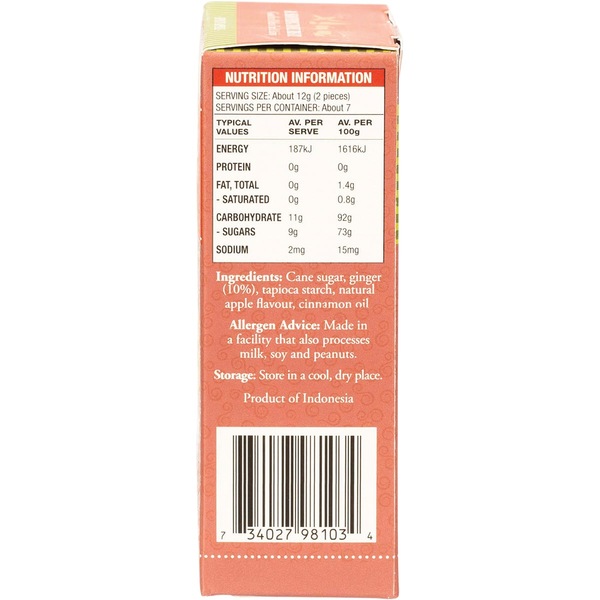 NUTRITION INFORMATION
SERVING SIZE: About 12g (2 pieces)
SERVINGS PER CONTAINER: About 7
TYPICAL VALUES AV. PER SERVE AV. PER 100g
ENERGY 187kJ 1616kJ
PROTEIN 0g 0g
FAT, TOTAL 0g 1.4g
- SATURATED 0g 0.8g
CARBOHYDRATE 11g 92g
- SUGARS 9g 73g
SODIUM 2mg 15mg
Ingredients: Cane sugar, ginger
(10%), tapioca starch, natural
apple flavour, cinnamon oil
Allergen Advice: Made in
a facility that also processes
milk, soy and peanuts.
Storage: Store in a cool, dry place.
Product of Indonesia
7 34027 98103 4